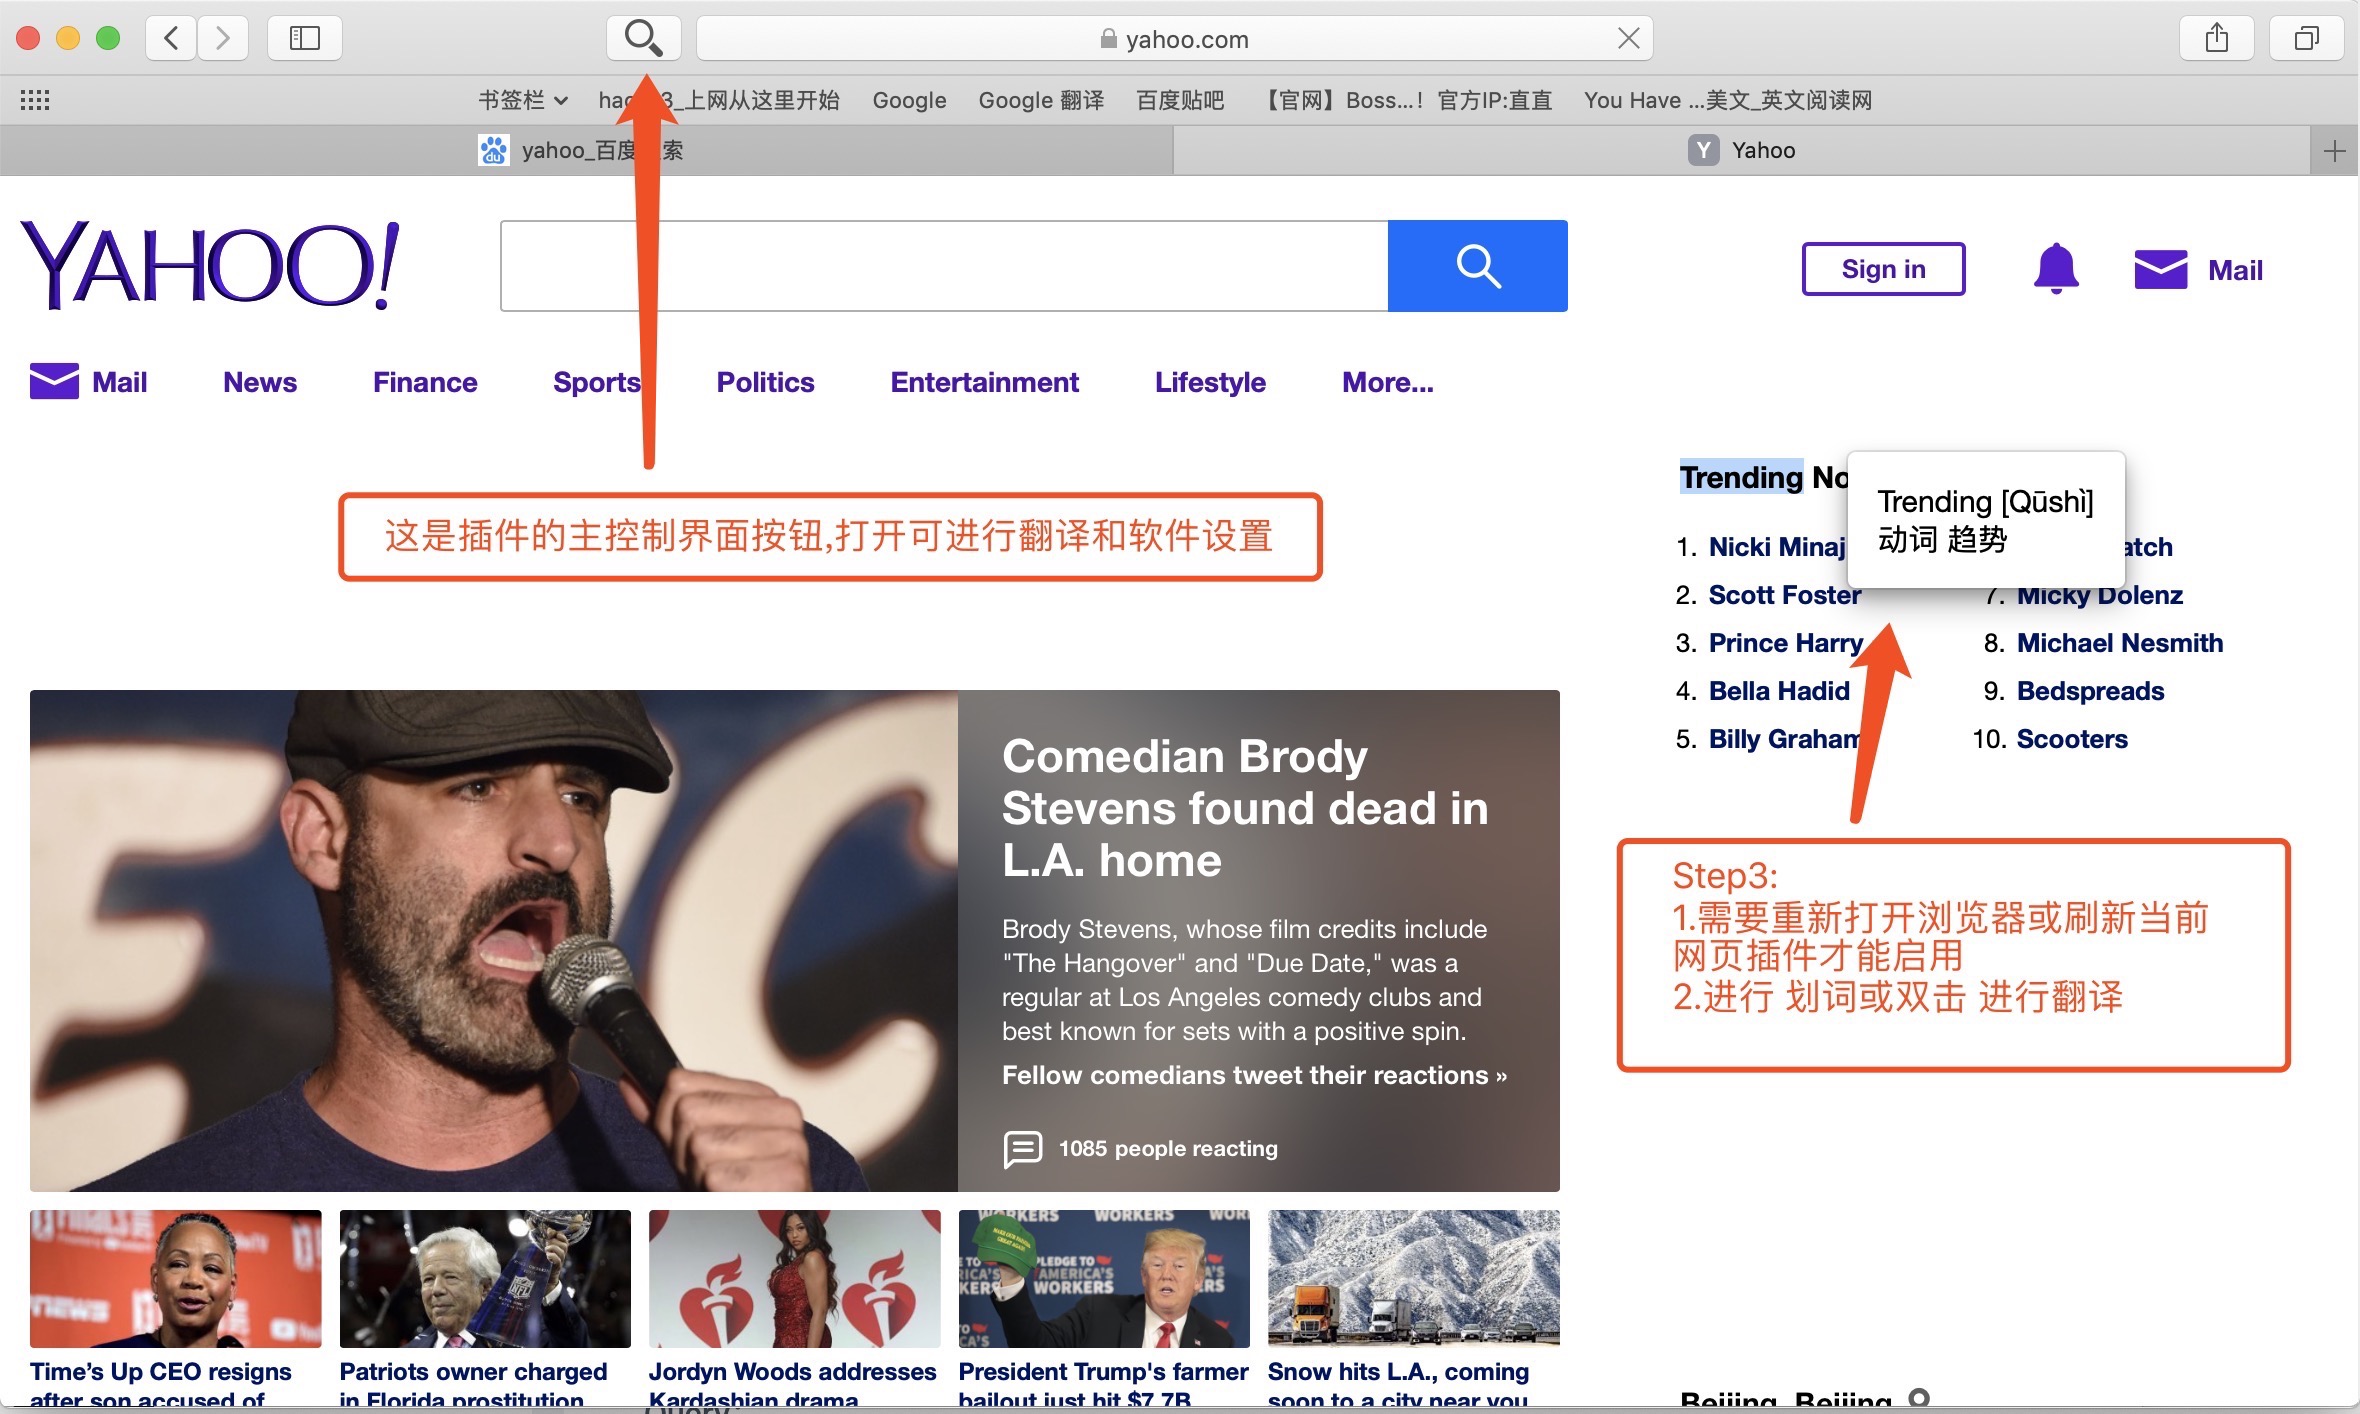 yahoo.com
书签栏
上网从这里开始
Google
Google 翻译
百度贴吧
【官网】Boss...！官方IP:直直
You Have ...美文_英文阅读网
yahoo_百度 索
Y Yahoo
YAHOO!
Sign in
Mail
Mail
News
Finance
Sports
Politics
Entertainment
Lifestyle
More...
这是插件的主控制界面按钮,打开可进行翻译和软件设置
Trending
Trending [Qūshì]
动词 趋势
1. Nicki Minaj
2. Scott Foster
3. Prince Harry
4. Bella Hadid
5. Billy Graham
7. Micky Dolenz
8. Michael Nesmith
9. Bedspreads
10. Scooters
Step3:
1.需要重新打开浏览器或刷新当前
网页插件才能启用
2.进行 划词或双击 进行翻译
Comedian Brody
Stevens found dead in
L.A. home
Brody Stevens, whose film credits include
"The Hangover" and "Due Date," was a
regular at Los Angeles comedy clubs and
best known for sets with a positive spin.
Fellow comedians tweet their reactions »
1085 people reacting
WORKERS
PLEDGE TO
AMERICA'S
WORKERS
NFL
Time's Up CEO resigns
after son accused of
Patriots owner charged
in Florida prostitution
Jordyn Woods addresses
Kardashian drama
President Trump's farmer
bailout just hit $7.7B
Snow hits L.A., coming
soon to a city near you
Beijing, Beijing